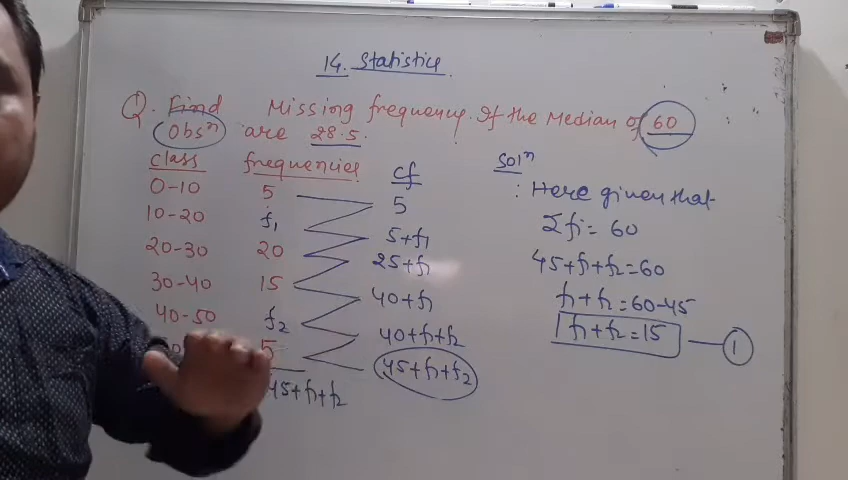 14. Statistics
Q. Find Missing frequency. If the Median of 60
Obsⁿ are 28.5.
class frequencies cf
0-10 5 5
10-20 f₁ 5+f₁
20-30 20 25+f₁
30-40 15 40+f₁
40-50 f₂ 40+f₁+f₂
5 45+f₁+f₂
45+f₁+f₂
Solⁿ
: Here given that
Σfi = 60
45+f₁+f₂=60
f₁+f₂=60-45
f₁+f₂=15 1